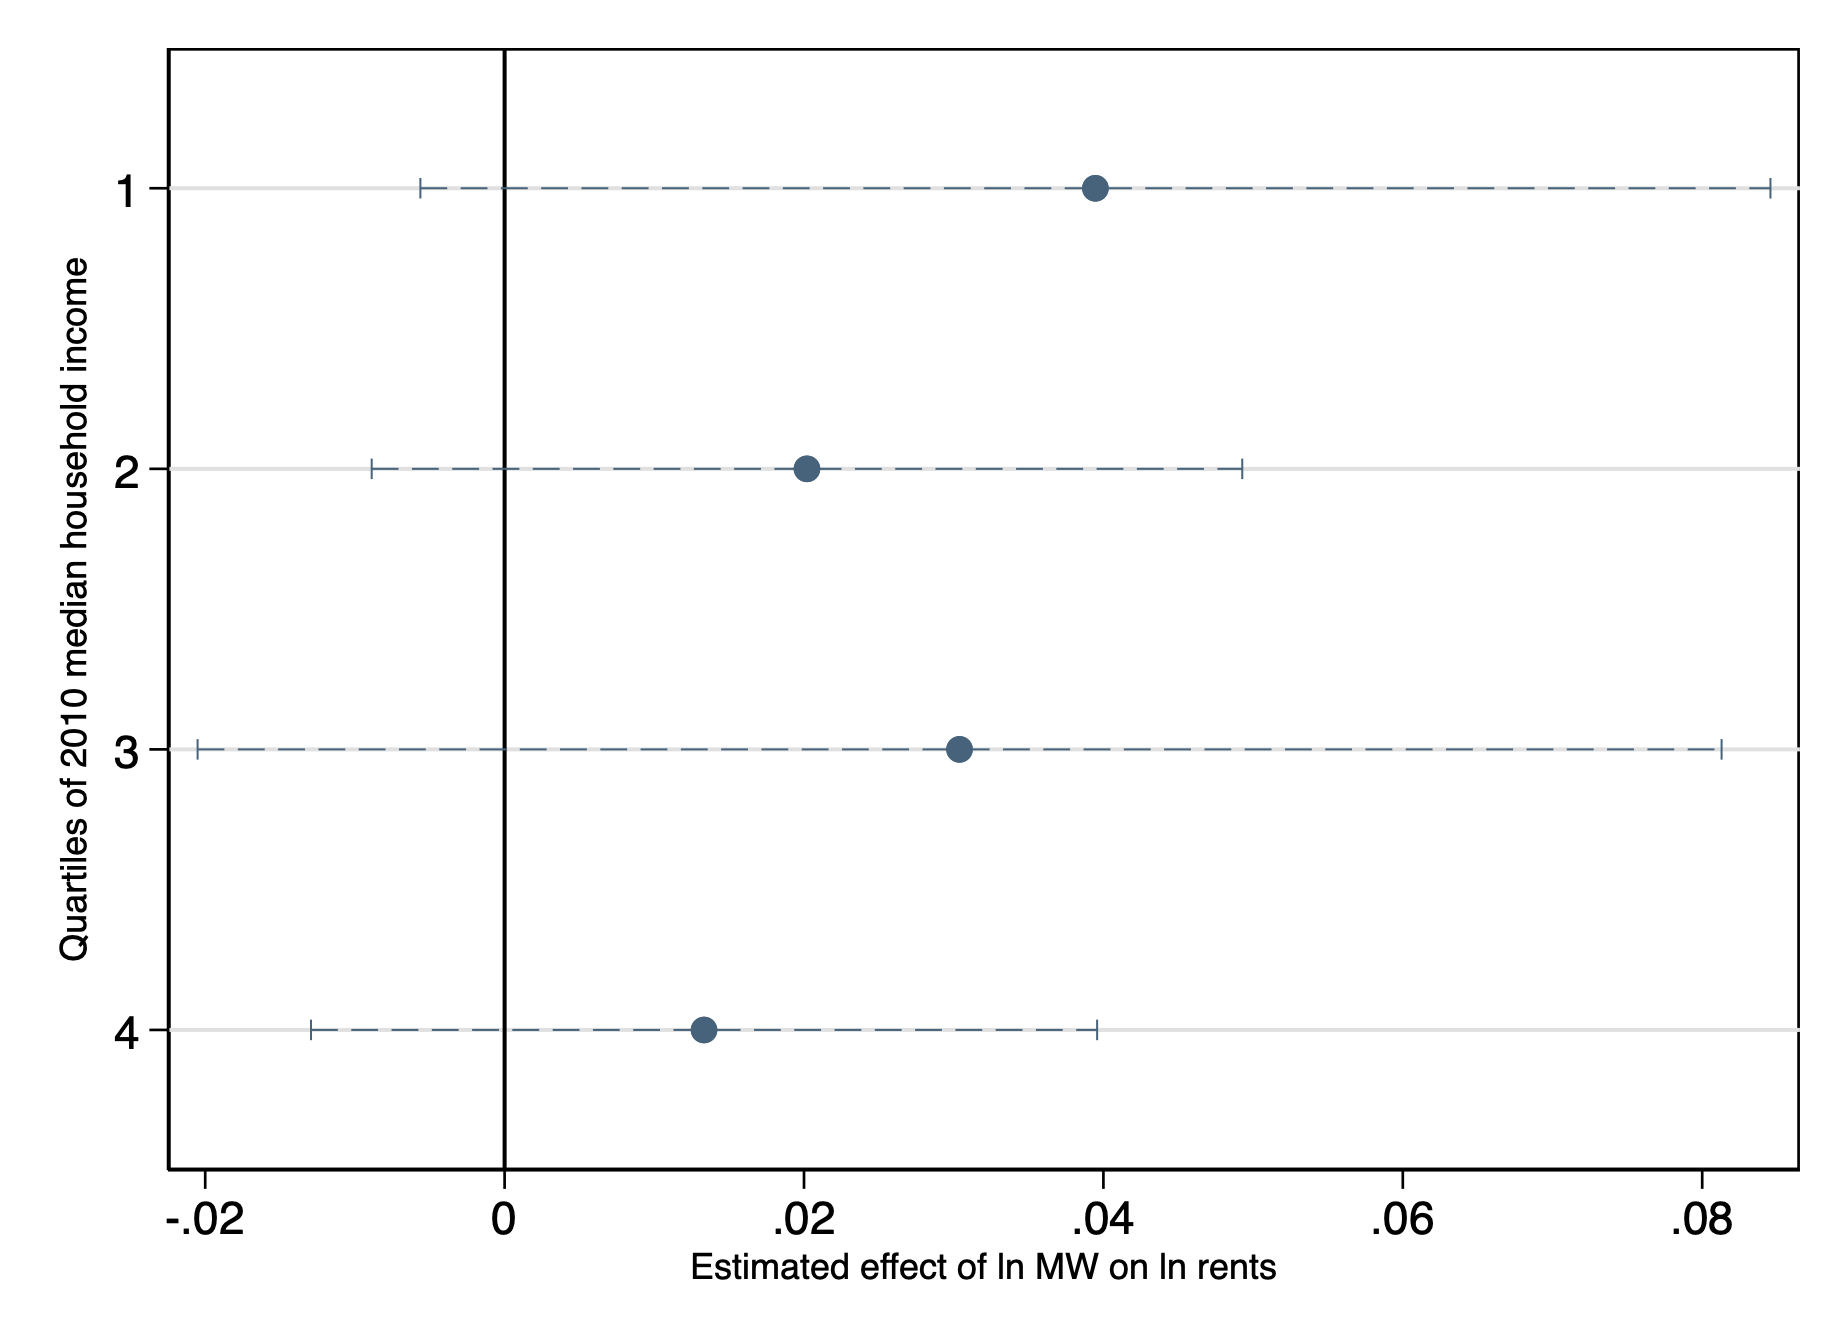 Quartiles of 2010 median household income
1
2
3
4
-.02 0 .02 .04 .06 .08
Estimated effect of ln MW on ln rents